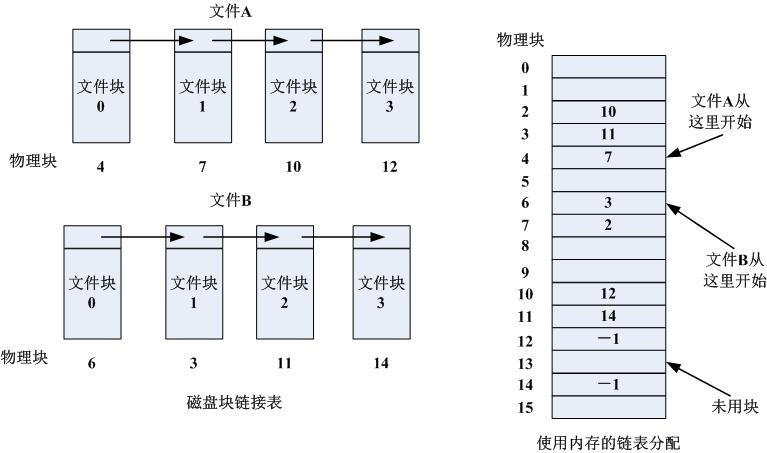 文件A
文件块 文件块 文件块 文件块
0 1 2 3
物理块 4 7 10 12
文件B
文件块 文件块 文件块 文件块
0 1 2 3
物理块 6 3 11 14
磁盘块链接表
物理块
0
1
2 10
3 11
4 7
5
6 3
7 2
8
9
10 12
11 14
12 －1
13
14 －1
15
文件A从
这里开始
文件B从
这里开始
未用块
使用内存的链表分配